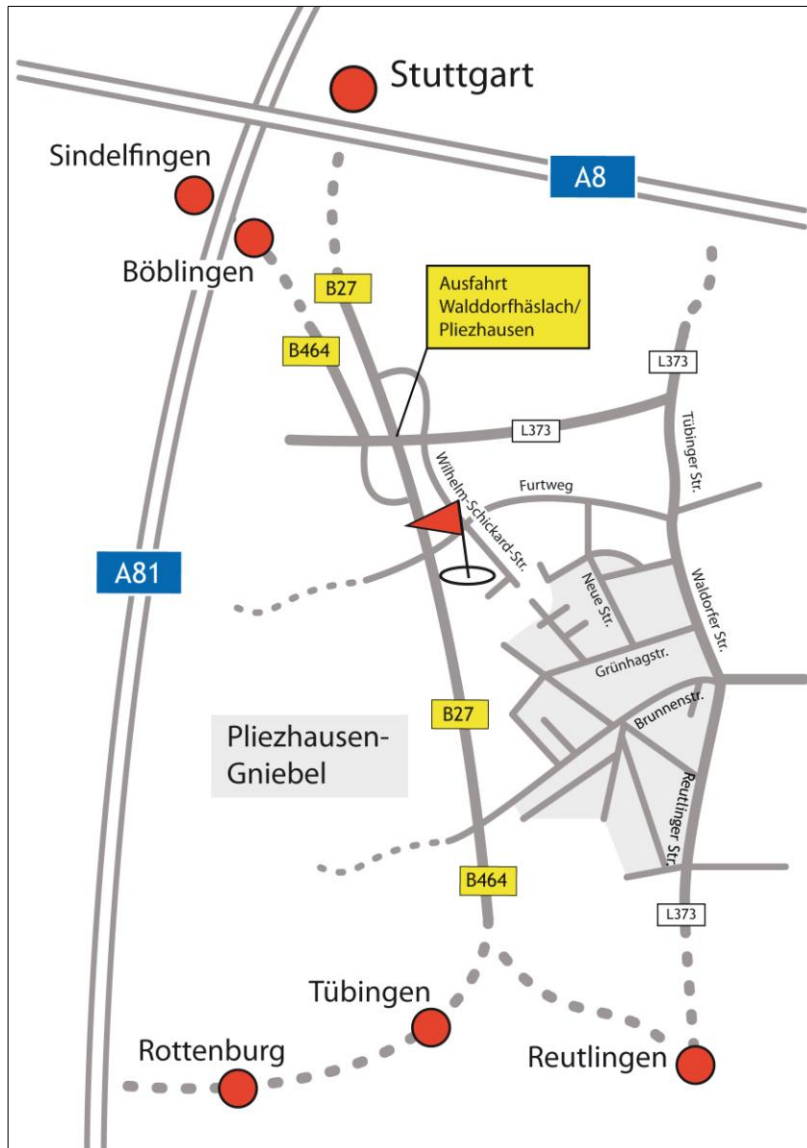 Stuttgart
Sindelfingen
A8
Böblingen
B27
Ausfahrt
Walddorfhäslach/
Pliezhausen
B464
L373
L373
Tübinger Str.
Wilhelm-Schickard-Str.
Furtweg
A81
Neue Str.
Waldorfer Str.
Grünhagstr.
Brunnenstr.
B27
Pliezhausen-
Gniebel
Reutlinger Str.
B464
L373
Tübingen
Rottenburg
Reutlingen